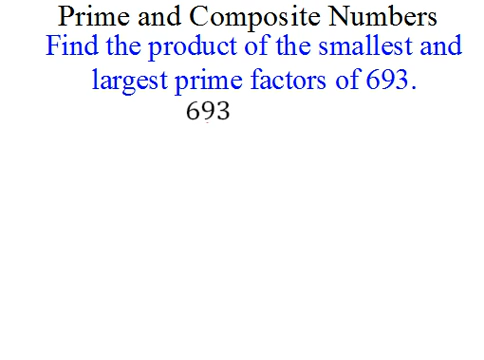 Prime and Composite Numbers
Find the product of the smallest and
largest prime factors of 693.
693